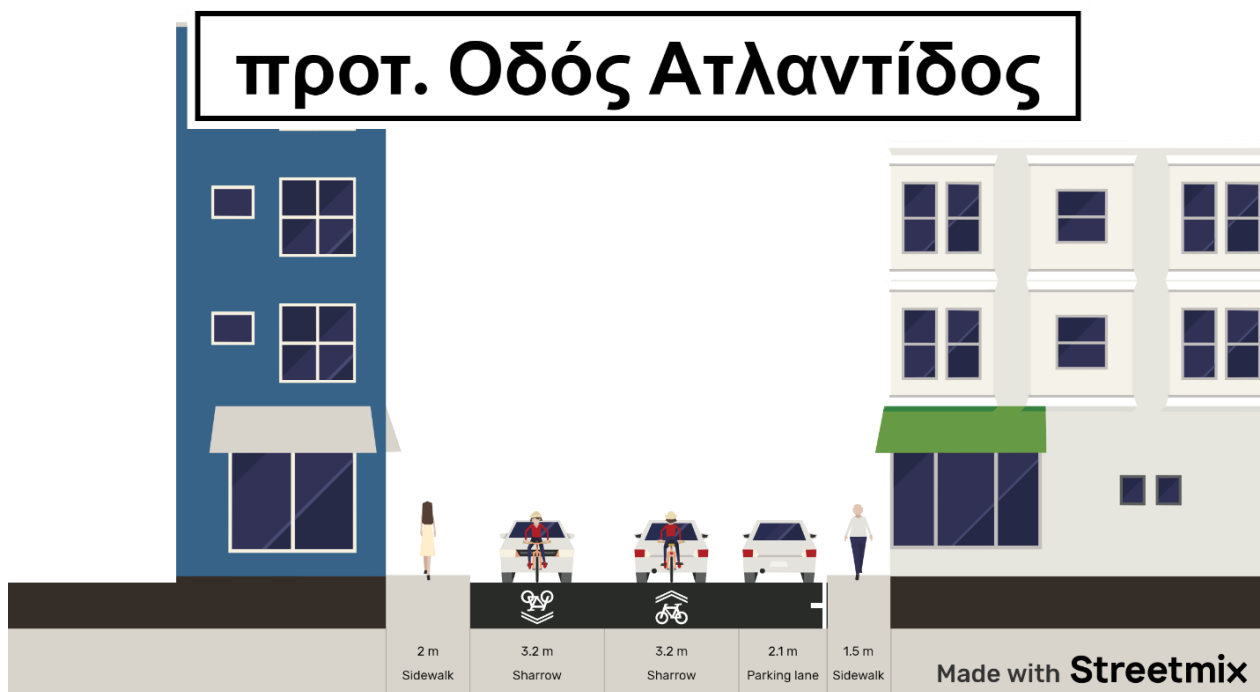 προτ. Οδός Ατλαντίδος
2 m
Sidewalk
3.2 m
Sharrow
3.2 m
Sharrow
2.1 m
Parking lane
1.5 m
Sidewalk
Made with Streetmix